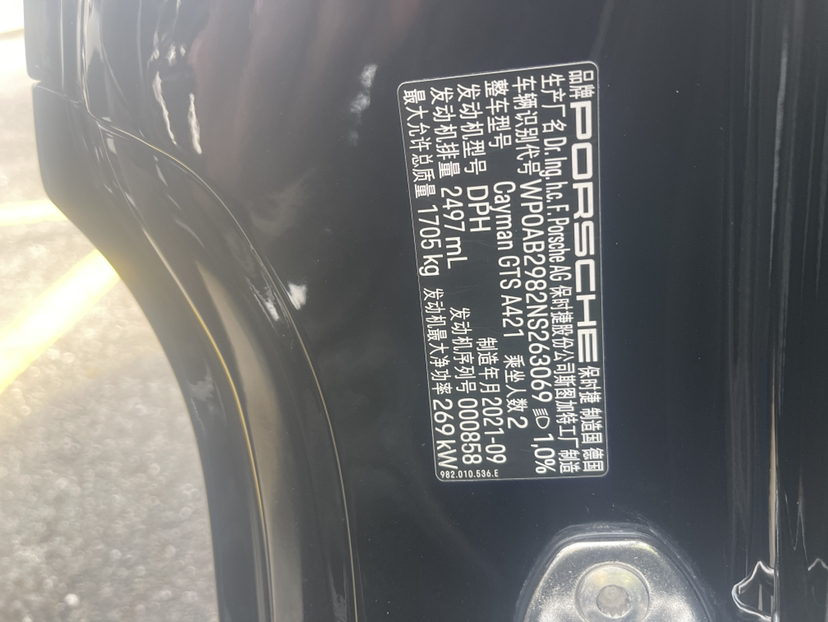 品牌 PORSCHE 保时捷 制造国 德国
生产厂名 Dr. Ing. h.c. F. Porsche AG 保时捷股份公司斯图加特工厂制造
车辆识别代号 WP0AB2982NS263069 1,0%
整车型号 Cayman GTS A421 乘坐人数 2
发动机型号 DPH 制造年月 2021-09
发动机排量 2497 mL 发动机序列号 000858
最大允许总质量 1705 kg 发动机最大净功率 269 kW
982.010.536.E